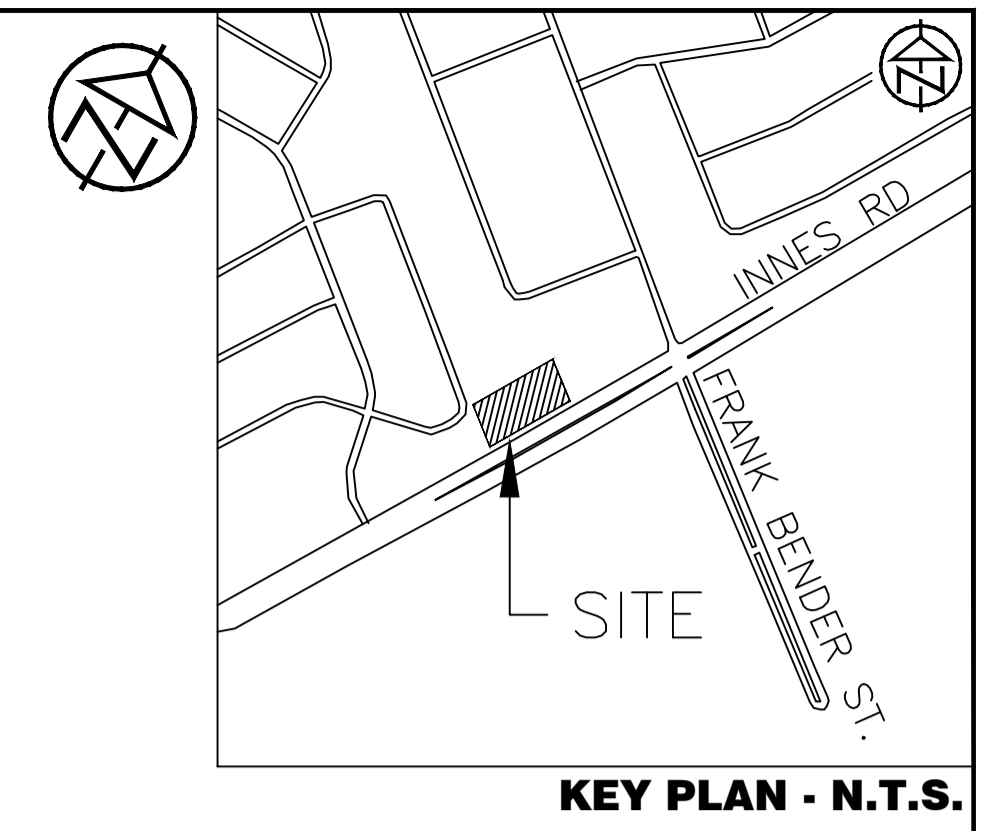 N
N
INNES RD
FRANK BENDER ST.
SITE
KEY PLAN - N.T.S.